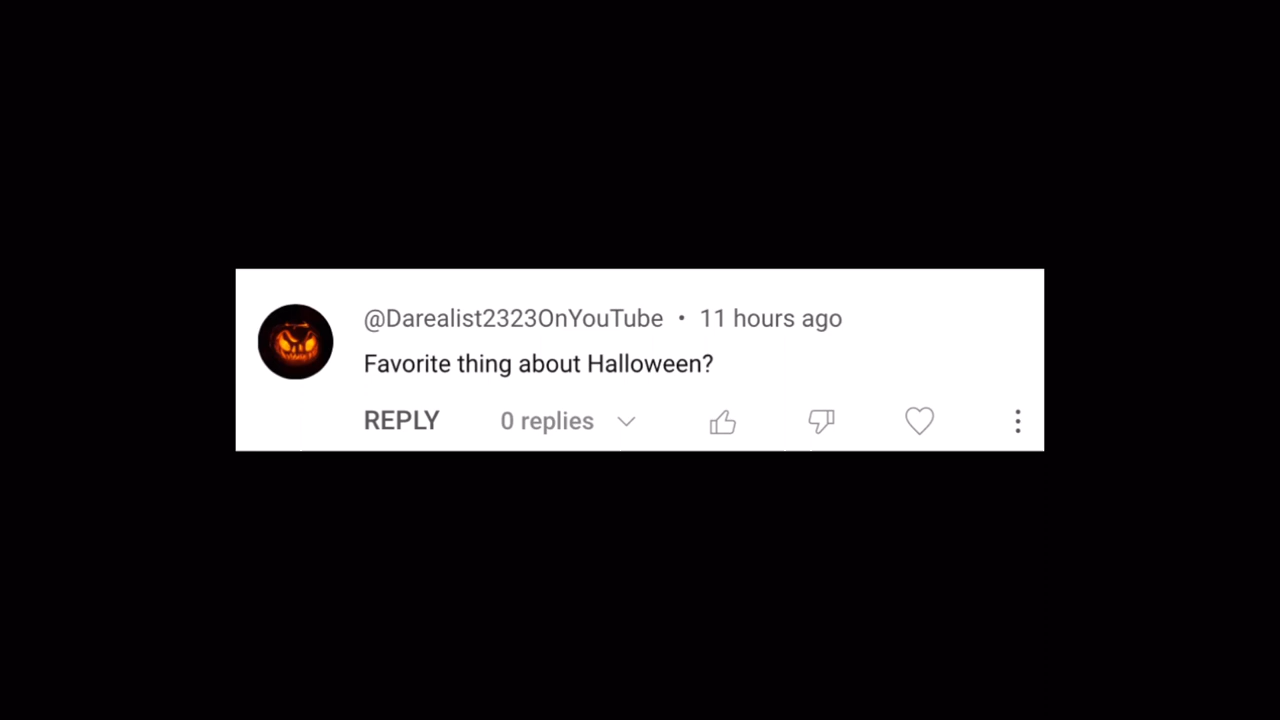 @Darealist2323OnYouTube • 11 hours ago
Favorite thing about Halloween?
REPLY 0 replies